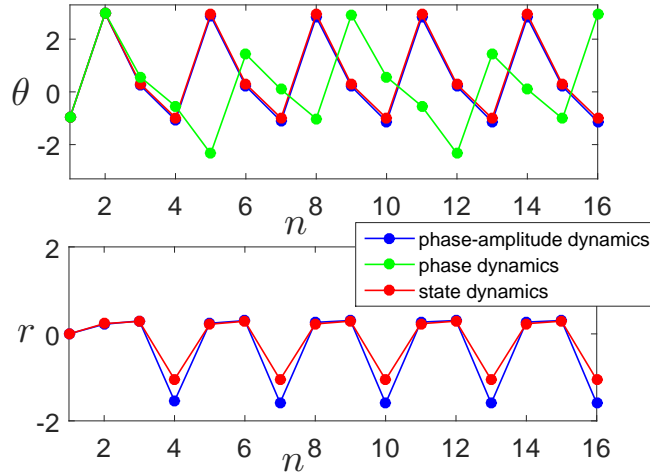 2
0
-2
θ
2 4 6 8 10 12 14 16
n
phase-amplitude dynamics
phase dynamics
state dynamics
2
0
-2
r
2 4 6 8 10 12 14 16
n